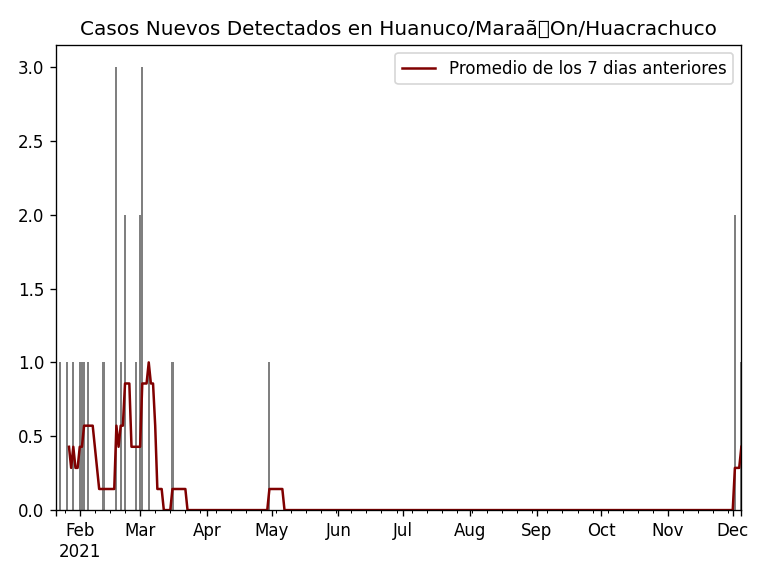 Casos Nuevos Detectados en Huanuco/Maraã▯On/Huacrachuco
Promedio de los 7 dias anteriores
3.0
2.5
2.0
1.5
1.0
0.5
0.0
Feb Mar Apr May Jun Jul Aug Sep Oct Nov Dec
2021